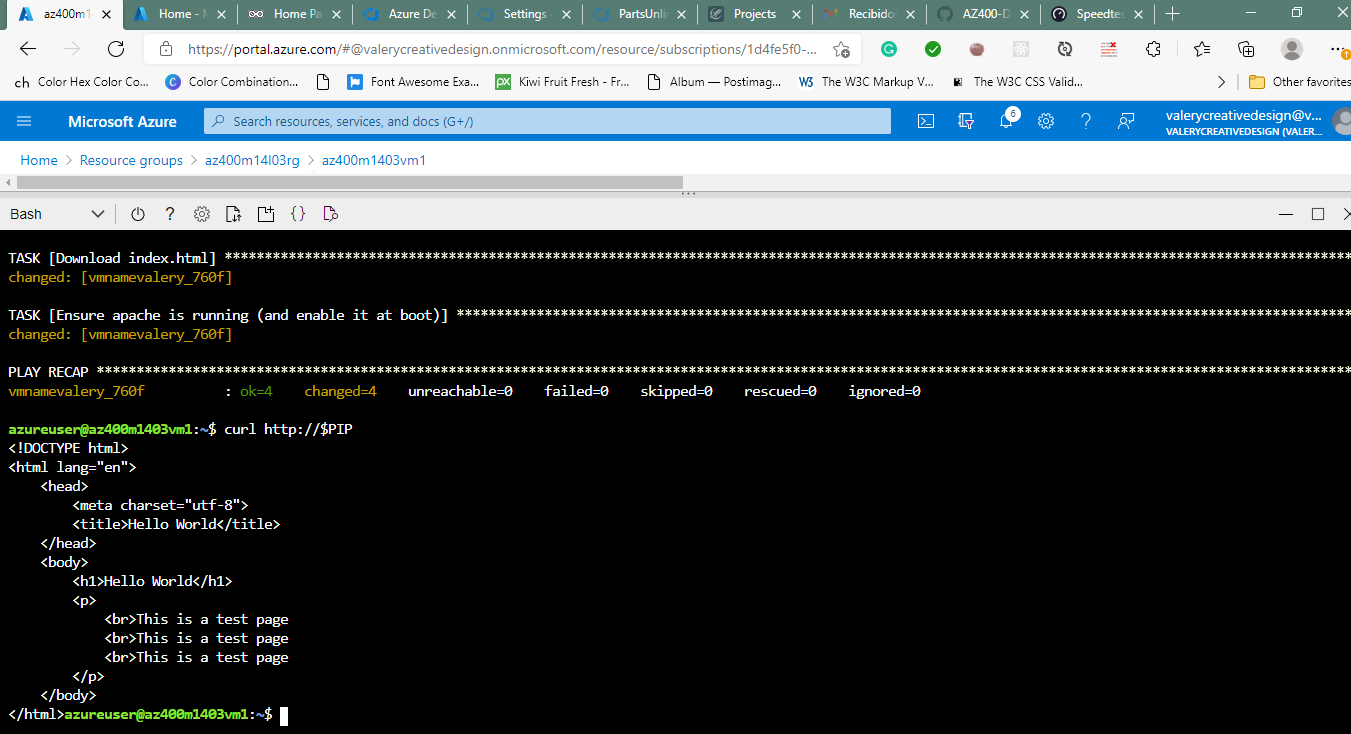 az400m1
Home -
Home Pa
Azure De
Settings
PartsUnli
Projects
Recibidos
AZ400-D
Speedtes
https://portal.azure.com/#@valerycreativedesign.onmicrosoft.com/resource/subscriptions/1d4fe5f0-...
ch Color Hex Color Co...
Color Combination...
Font Awesome Exa...
Kiwi Fruit Fresh - Fr...
Album — Postimag...
W3 The W3C Markup V...
The W3C CSS Valid...
Other favorites
Microsoft Azure
Search resources, services, and docs (G+/)
6
valerycreativedesign@v...
VALERYCREATIVEDESIGN (VALER...
Home > Resource groups > az400m14l03rg > az400m1403vm1
Bash
TASK [Download index.html] *********************************************************************************************************************************************
changed: [vmnamevalery_760f]
TASK [Ensure apache is running (and enable it at boot)] ****************************************************************************************************************
changed: [vmnamevalery_760f]
PLAY RECAP *************************************************************************************************************************************************************
vmnamevalery_760f : ok=4 changed=4 unreachable=0 failed=0 skipped=0 rescued=0 ignored=0
azureuser@az400m1403vm1:~$ curl http://$PIP
<!DOCTYPE html>
<html lang="en">
<head>
<meta charset="utf-8">
<title>Hello World</title>
</head>
<body>
<h1>Hello World</h1>
<p>
<br>This is a test page
<br>This is a test page
<br>This is a test page
</p>
</body>
</html>azureuser@az400m1403vm1:~$